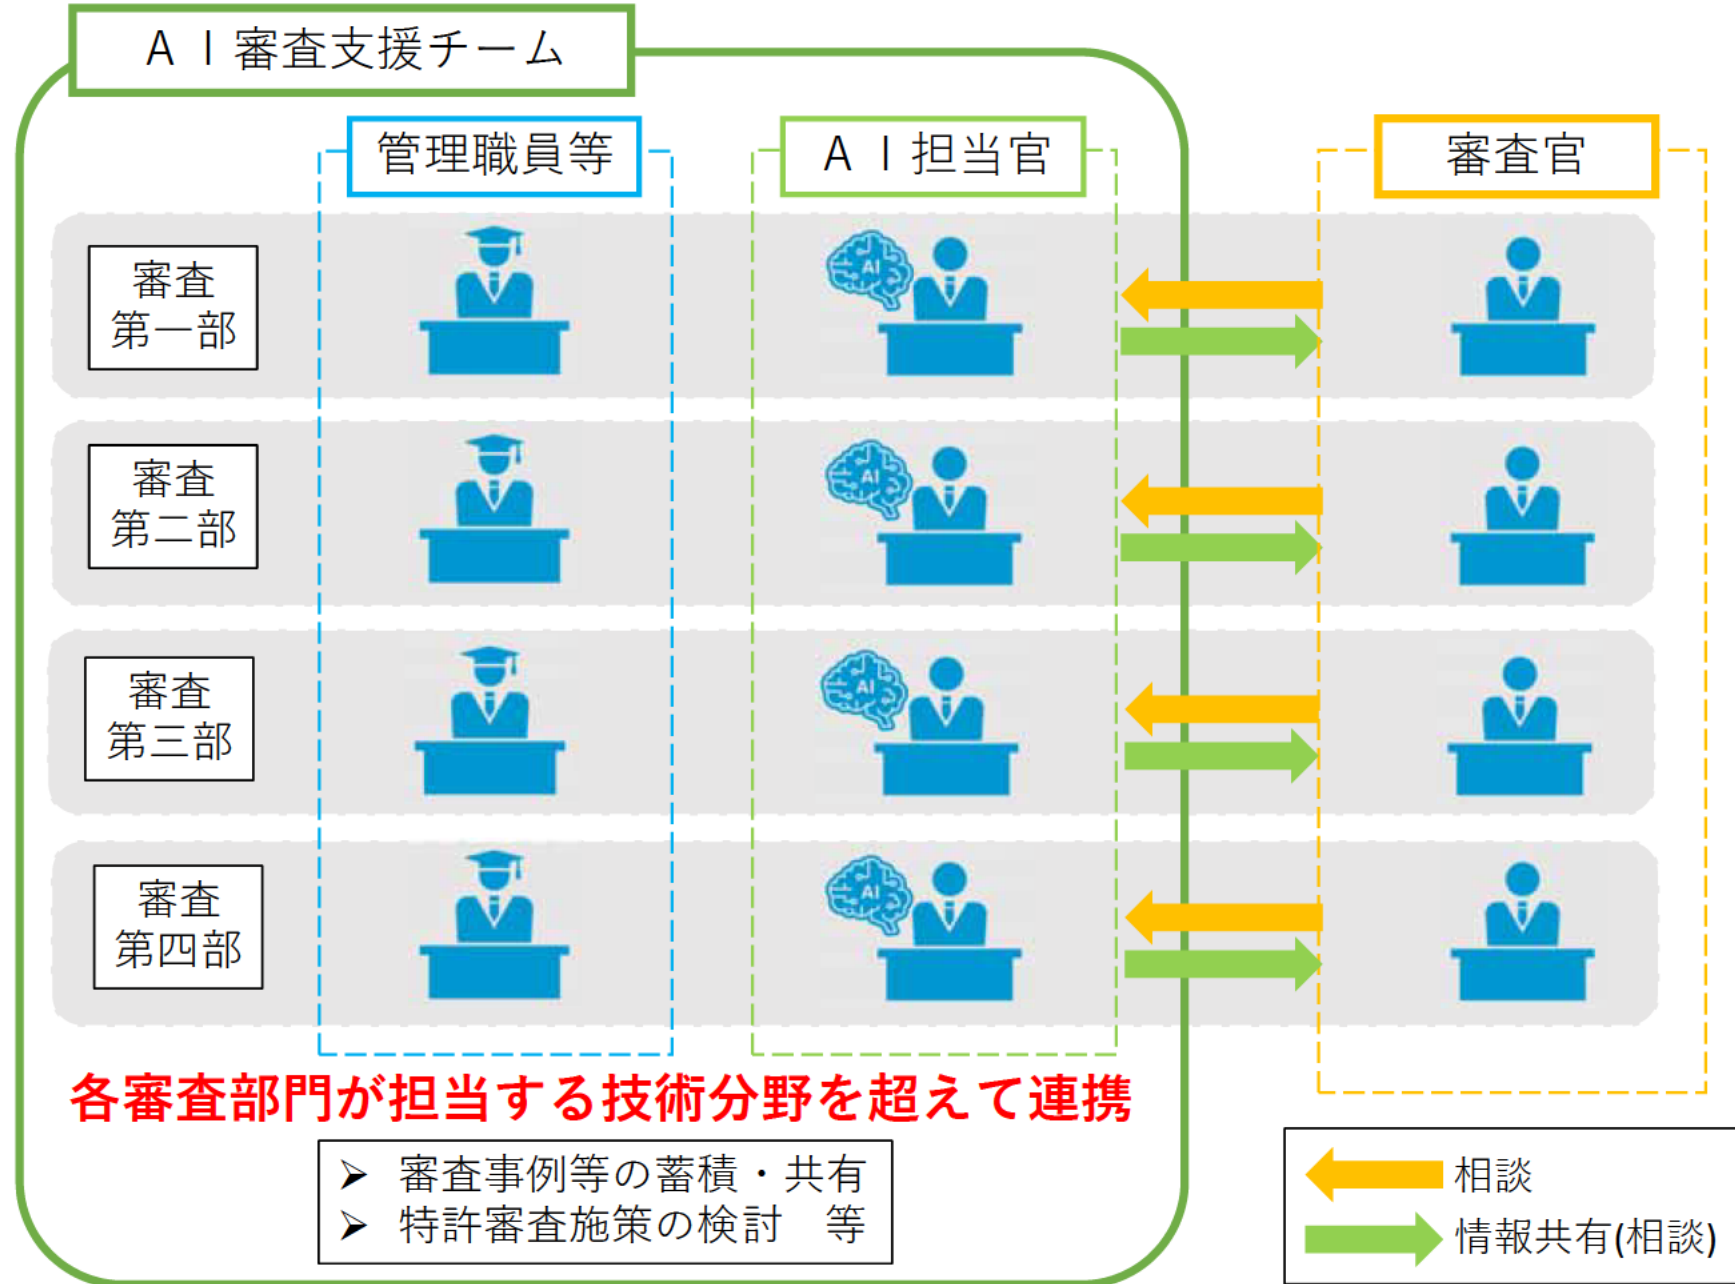 ＡＩ審査支援チーム
管理職員等
ＡＩ担当官
審査官
審査
第一部
AI
審査
第二部
AI
審査
第三部
AI
審査
第四部
AI
各審査部門が担当する技術分野を超えて連携
➢ 審査事例等の蓄積・共有
➢ 特許審査施策の検討　等
相談
情報共有(相談)